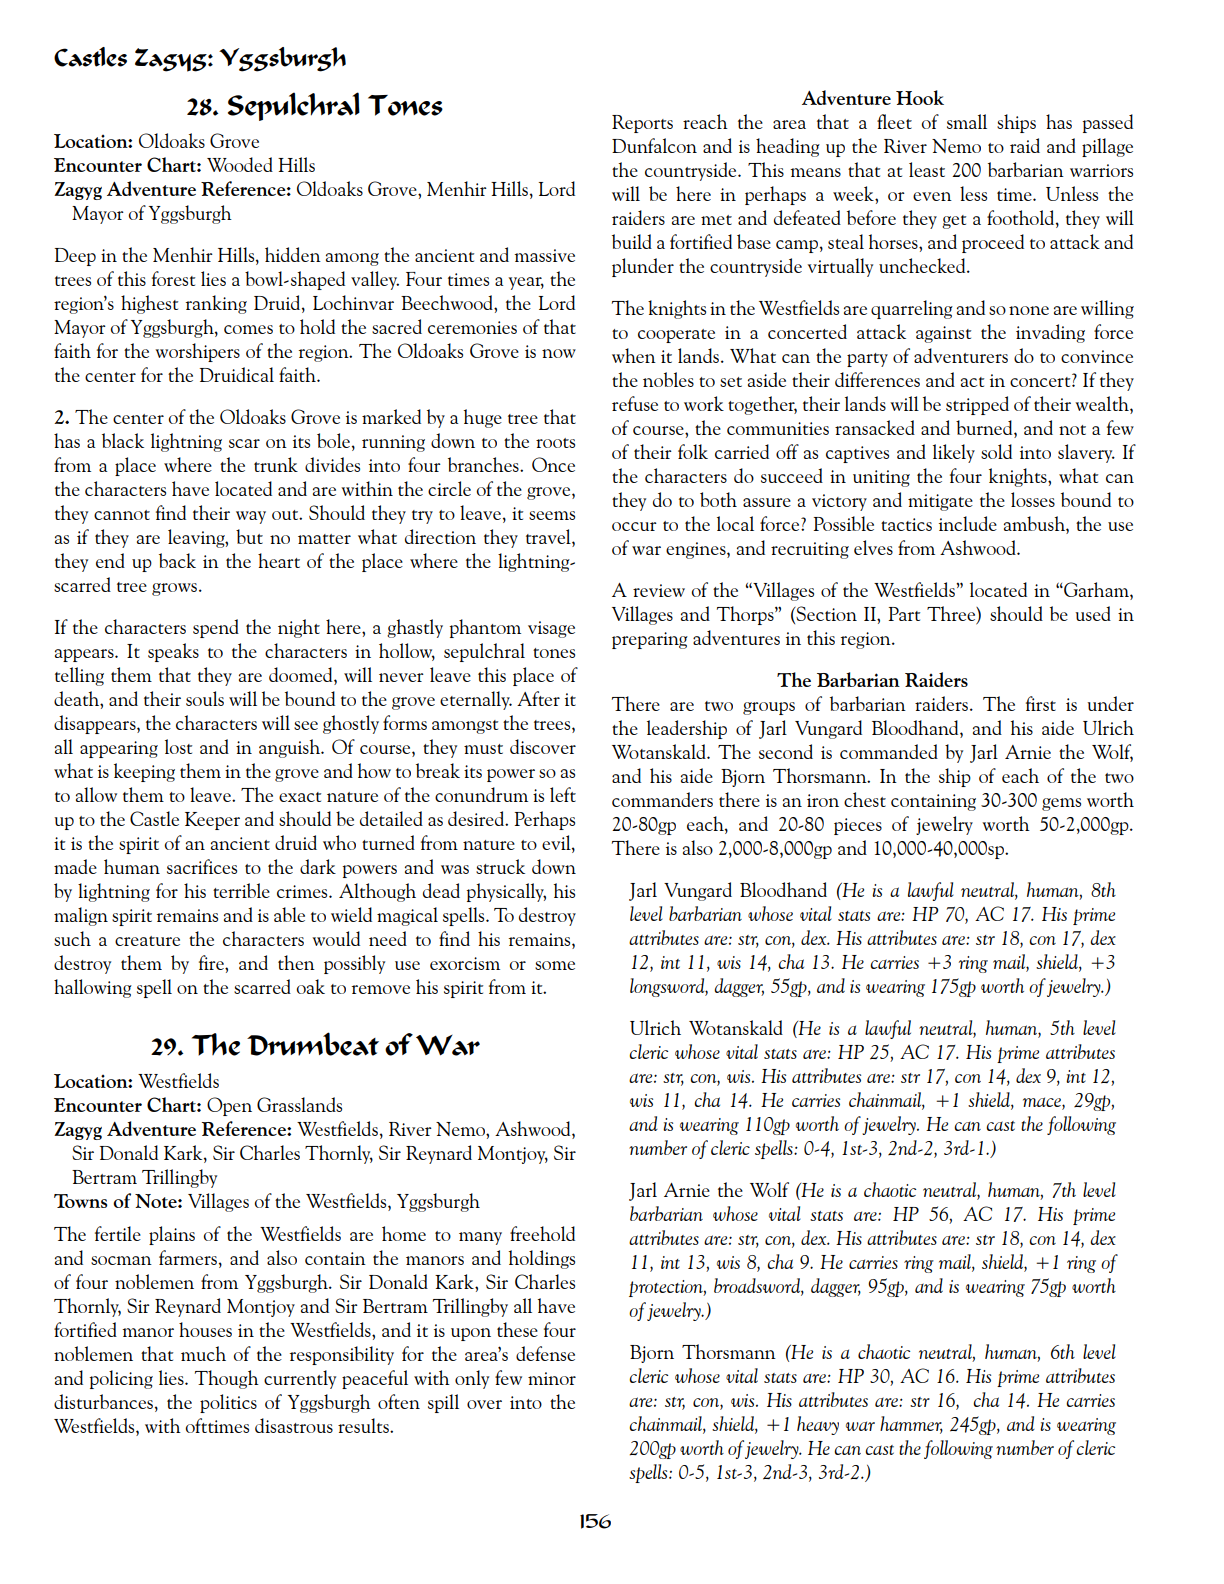 Castles Zagyg: Yggsburgh
28. Sepulchral Tones
Location: Oldoaks Grove
Encounter Chart: Wooded Hills
Zagyg Adventure Reference: Oldoaks Grove, Menhir Hills, Lord
Mayor of Yggsburgh
Deep in the Menhir Hills, hidden among the ancient and massive
trees of this forest lies a bowl-shaped valley. Four times a year, the
region's highest ranking Druid, Lochinvar Beechwood, the Lord
Mayor of Yggsburgh, comes to hold the sacred ceremonies of that
faith for the worshipers of the region. The Oldoaks Grove is now
the center for the Druidical faith.
2. The center of the Oldoaks Grove is marked by a huge tree that
has a black lightning scar on its bole, running down to the roots
from a place where the trunk divides into four branches. Once
the characters have located and are within the circle of the grove,
they cannot find their way out. Should they try to leave, it seems
as if they are leaving, but no matter what direction they travel,
they end up back in the heart of the place where the lightning-
scarred tree grows.
If the characters spend the night here, a ghastly phantom visage
appears. It speaks to the characters in hollow, sepulchral tones
telling them that they are doomed, will never leave this place of
death, and their souls will be bound to the grove eternally. After it
disappears, the characters will see ghostly forms amongst the trees,
all appearing lost and in anguish. Of course, they must discover
what is keeping them in the grove and how to break its power so as
to allow them to leave. The exact nature of the conundrum is left
up to the Castle Keeper and should be detailed as desired. Perhaps
it is the spirit of an ancient druid who turned from nature to evil,
made human sacrifices to the dark powers and was struck down
by lightning for his terrible crimes. Although dead physically, his
malign spirit remains and is able to wield magical spells. To destroy
such a creature the characters would need to find his remains,
destroy them by fire, and then possibly use exorcism or some
hallowing spell on the scarred oak to remove his spirit from it.
29. The Drumbeat of War
Location: Westfields
Encounter Chart: Open Grasslands
Zagyg Adventure Reference: Westfields, River Nemo, Ashwood,
Sir Donald Kark, Sir Charles Thornly, Sir Reynard Montjoy, Sir
Bertram Trillingby
Towns of Note: Villages of the Westfields, Yggsburgh
The fertile plains of the Westfields are home to many freehold
and socman farmers, and also contain the manors and holdings
of four noblemen from Yggsburgh. Sir Donald Kark, Sir Charles
Thornly, Sir Reynard Montjoy and Sir Bertram Trillingby all have
fortified manor houses in the Westfields, and it is upon these four
noblemen that much of the responsibility for the area's defense
and policing lies. Though currently peaceful with only few minor
disturbances, the politics of Yggsburgh often spill over into the
Westfields, with ofttimes disastrous results.
Adventure Hook
Reports reach the area that a fleet of small ships has passed
Dunfalcon and is heading up the River Nemo to raid and pillage
the countryside. This means that at least 200 barbarian warriors
will be here in perhaps a week, or even less time. Unless the
raiders are met and defeated before they get a foothold, they will
build a fortified base camp, steal horses, and proceed to attack and
plunder the countryside virtually unchecked.
The knights in the Westfields are quarreling and so none are willing
to cooperate in a concerted attack against the invading force
when it lands. What can the party of adventurers do to convince
the nobles to set aside their differences and act in concert? If they
refuse to work together, their lands will be stripped of their wealth,
of course, the communities ransacked and burned, and not a few
of their folk carried off as captives and likely sold into slavery. If
the characters do succeed in uniting the four knights, what can
they do to both assure a victory and mitigate the losses bound to
occur to the local force? Possible tactics include ambush, the use
of war engines, and recruiting elves from Ashwood.
A review of the “Villages of the Westfields” located in “Garham,
Villages and Thorps” (Section II, Part Three) should be used in
preparing adventures in this region.
The Barbarian Raiders
There are two groups of barbarian raiders. The first is under
the leadership of Jarl Vungard Bloodhand, and his aide Ulrich
Wotanskald. The second is commanded by Jarl Arnie the Wolf,
and his aide Bjorn Thorsmann. In the ship of each of the two
commanders there is an iron chest containing 30-300 gems worth
20-80gp each, and 20-80 pieces of jewelry worth 50-2,000gp.
There is also 2,000-8,000gp and 10,000-40,000sp.
Jarl Vungard Bloodhand (He is a lawful neutral, human, 8th
level barbarian whose vital stats are: HP 70, AC 17. His prime
attributes are: str, con, dex. His attributes are: str 18, con 17, dex
12, int 11, wis 14, cha 13. He carries +3 ring mail, shield, +3
longsword, dagger, 55gp, and is wearing 175gp worth of jewelry.)
Ulrich Wotanskald (He is a lawful neutral, human, 5th level
cleric whose vital stats are: HP 25, AC 17. His prime attributes
are: str, con, wis. His attributes are: str 17, con 14, dex 9, int 12,
wis 11, cha 14. He carries chainmail, +1 shield, mace, 29gp,
and is wearing 110gp worth of jewelry. He can cast the following
number of cleric spells: 0-4, 1st-3, 2nd-2, 3rd-1.)
Jarl Arnie the Wolf (He is a chaotic neutral, human, 7th level
barbarian whose vital stats are: HP 56, AC 17. His prime
attributes are: str, con, dex. His attributes are: str 18, con 14, dex
11, int 13, wis 8, cha 9. He carries ring mail, shield, +1 ring of
protection, broadsword, dagger, 95gp, and is wearing 75gp worth
of jewelry.)
Bjorn Thorsmann (He is a chaotic neutral, human, 6th level
cleric whose vital stats are: HP 30, AC 16. His prime attributes
are: str, con, wis. His attributes are: str 16, cha 14. He carries
chainmail, shield, +1 heavy war hammer, 245gp, and is wearing
200gp worth of jewelry. He can cast the following number of cleric
spells: 0-5, 1st-3, 2nd-3, 3rd-2.)
156